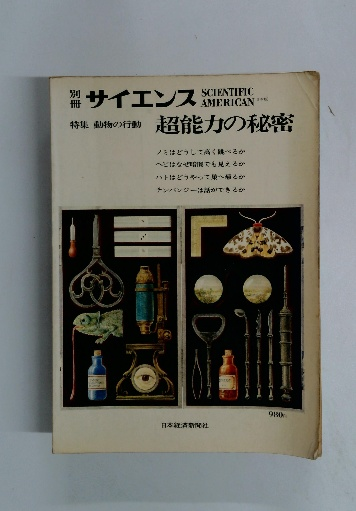 別冊 サイエンス SCIENTIFIC AMERICAN
特集 動物の行動 超能力の秘密
ノミはどうして高く跳べるか
ヘビはなぜ暗闇でも見えるか
ハトはどうやって巣へ帰るか
チンパンジーは話ができるか
980円
日本経済新聞社